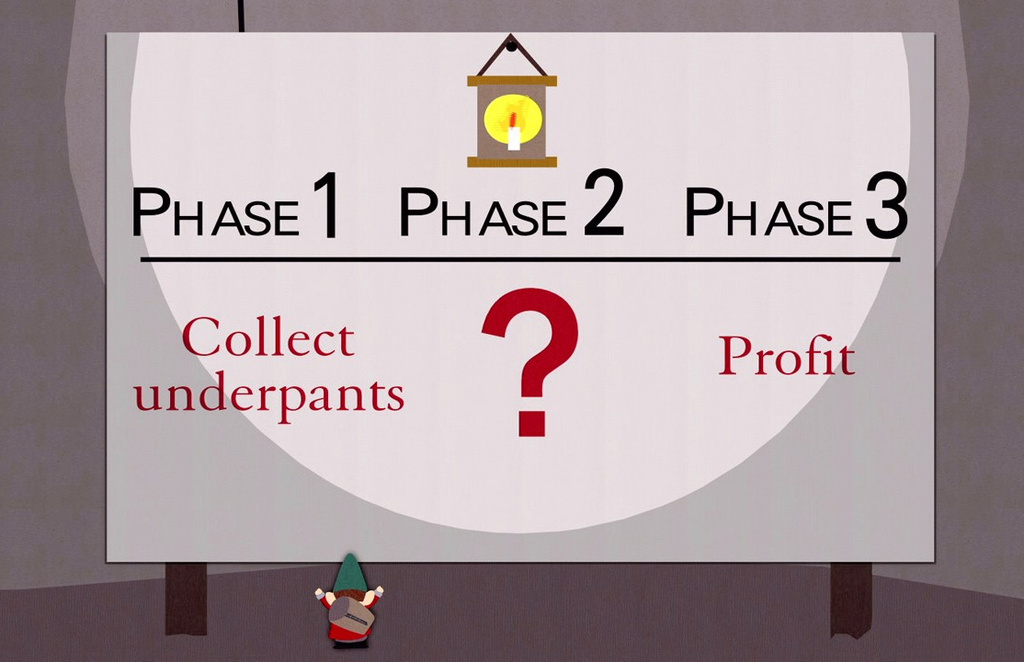 Phase 1 Phase 2 Phase 3
Collect
underpants
?
Profit